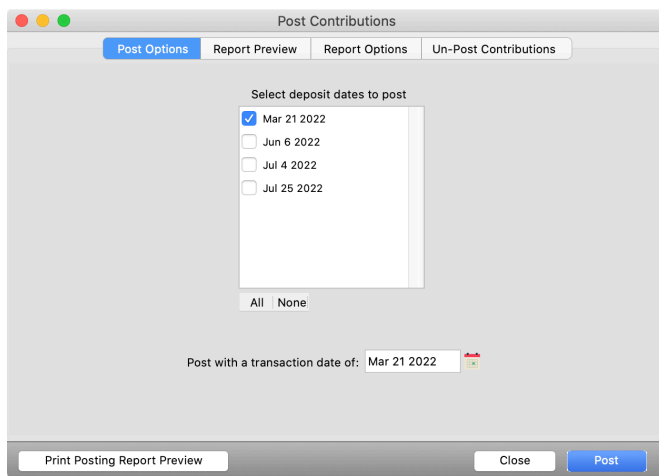 Post Contributions
Post Options Report Preview Report Options Un-Post Contributions
Select deposit dates to post
Mar 21 2022
Jun 6 2022
Jul 4 2022
Jul 25 2022
All None
Post with a transaction date of: Mar 21 2022
Print Posting Report Preview Close Post